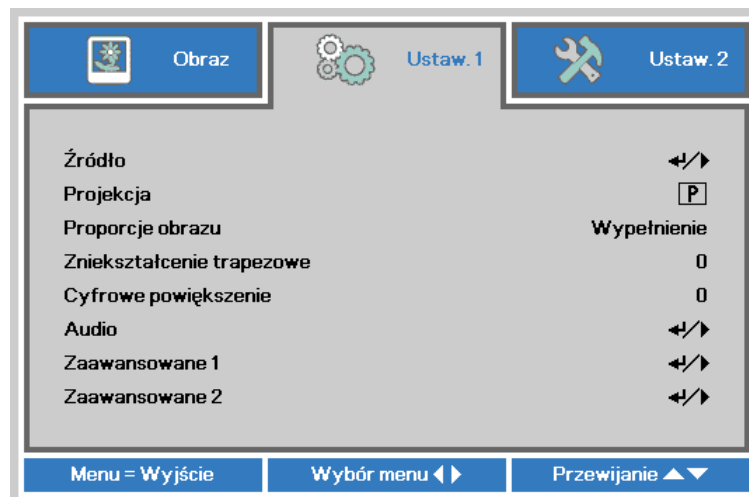 Obraz Ustaw. 1 Ustaw. 2
Źródło
Projekcja P
Proporcje obrazu Wypełnienie
Zniekształcenie trapezowe 0
Cyfrowe powiększenie 0
Audio
Zaawansowane 1
Zaawansowane 2
Menu = Wyjście Wybór menu Przewijanie